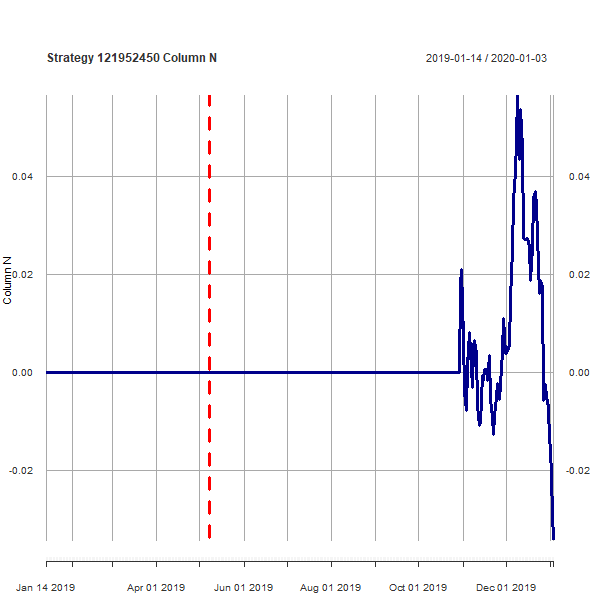 Strategy 121952450 Column N
2019-01-14 / 2020-01-03
0.04
0.04
0.02
0.02
Column N
0.00
0.00
-0.02
-0.02
Jan 14 2019
Apr 01 2019
Jun 01 2019
Aug 01 2019
Oct 01 2019
Dec 01 2019